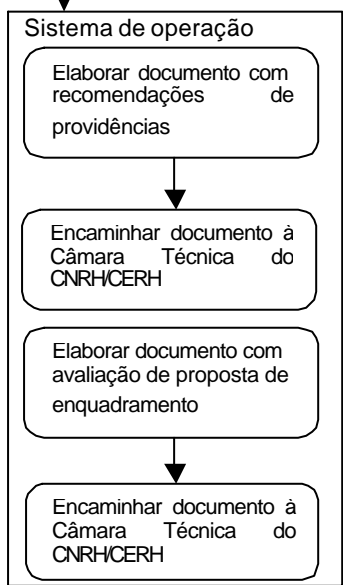 Sistema de operação
Elaborar documento com
recomendações de
providências
Encaminhar documento à
Câmara Técnica do
CNRH/CERH
Elaborar documento com
avaliação de proposta de
enquadramento
Encaminhar documento à
Câmara Técnica do
CNRH/CERH